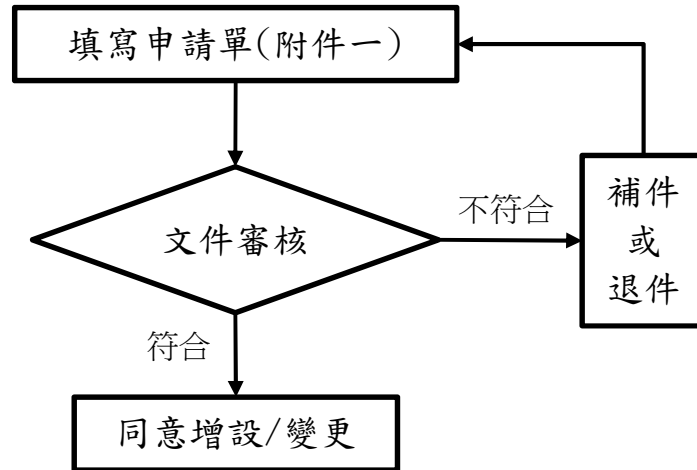 填寫申請單(附件一)
文件審核
不符合
補件
或
退件
符合
同意增設/變更